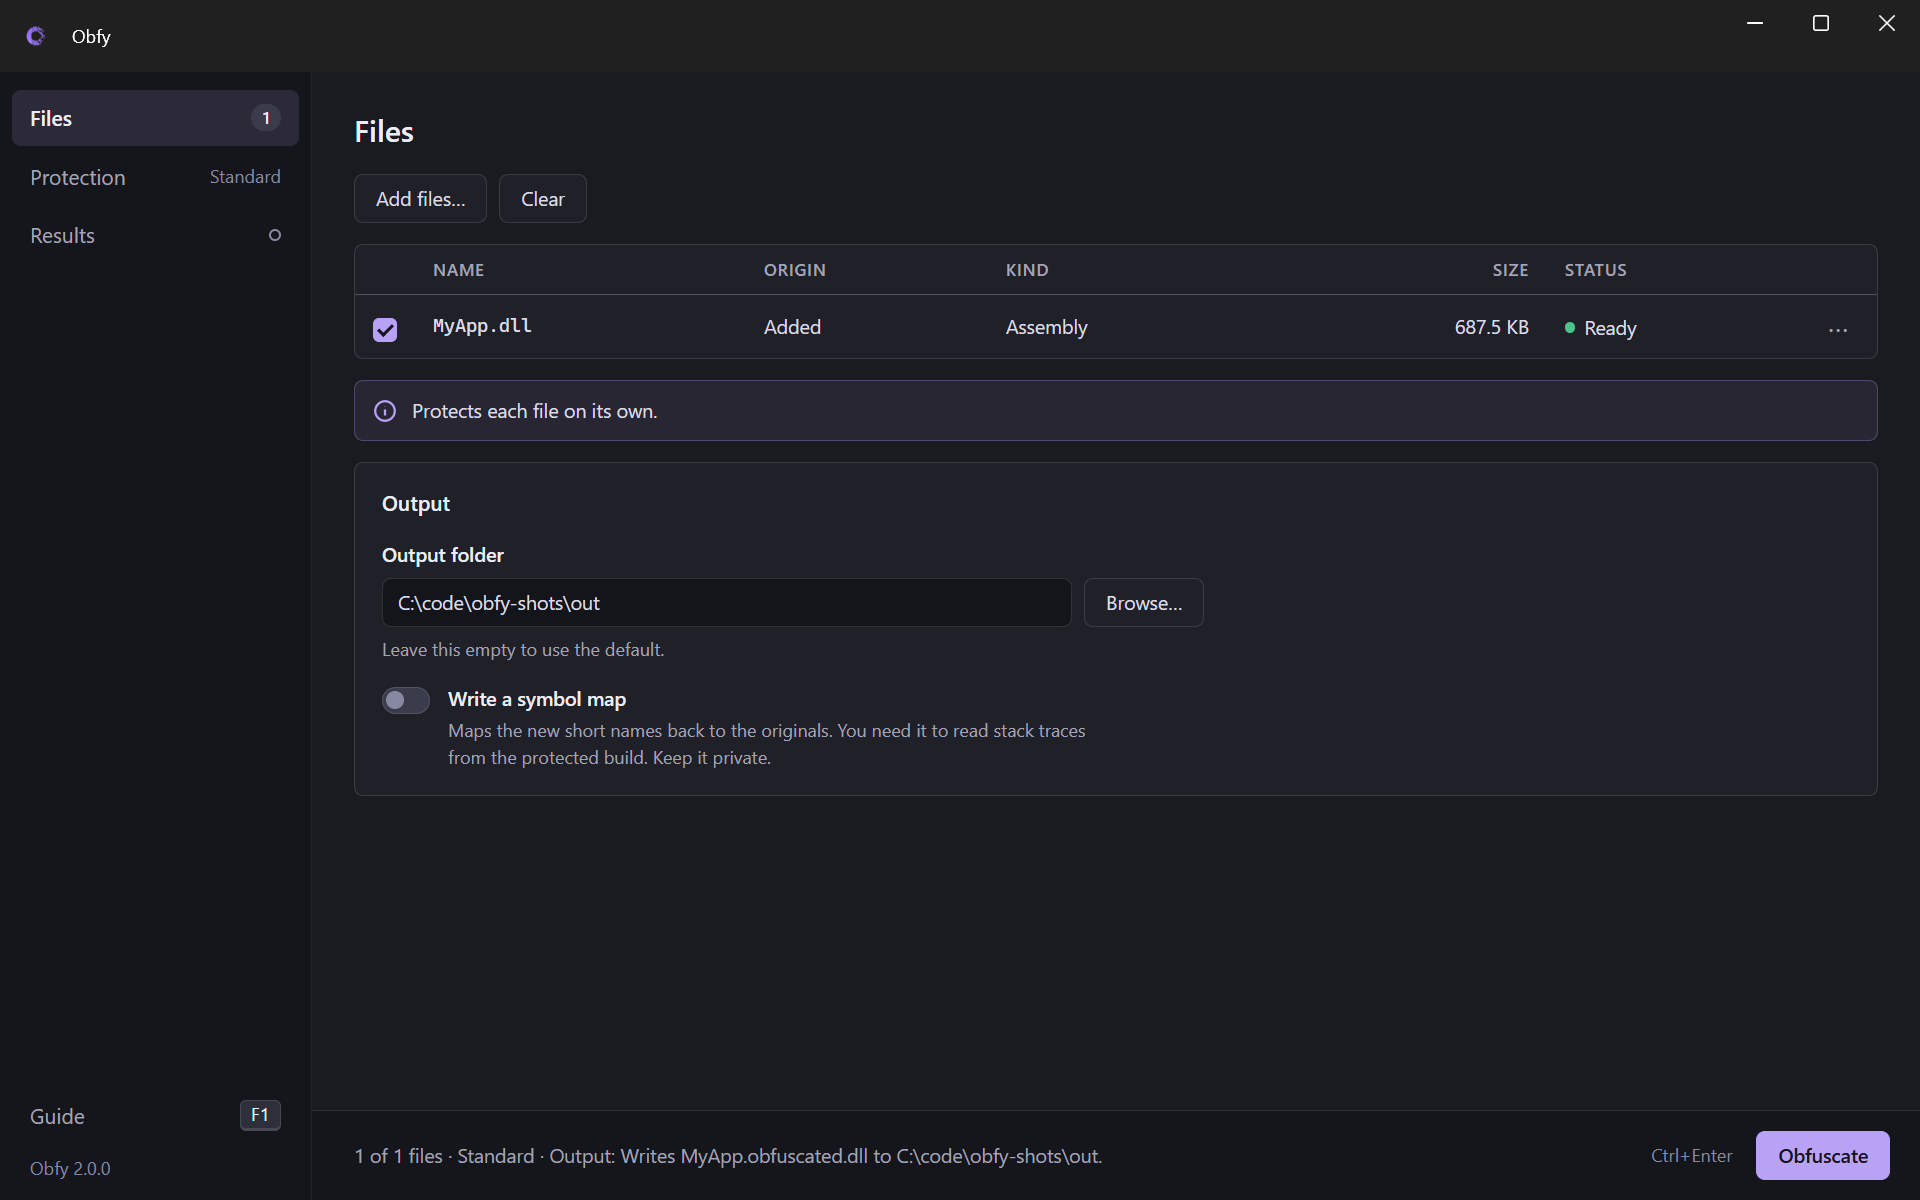 Obfy
Files 1
Protection Standard
Results
Files
Add files... Clear
NAME ORIGIN KIND SIZE STATUS
MyApp.dll Added Assembly 687.5 KB Ready ...
Protects each file on its own.
Output
Output folder
C:\code\obfy-shots\out Browse...
Leave this empty to use the default.
Write a symbol map
Maps the new short names back to the originals. You need it to read stack traces
from the protected build. Keep it private.
Guide F1
Obfy 2.0.0
1 of 1 files · Standard · Output: Writes MyApp.obfuscated.dll to C:\code\obfy-shots\out. Ctrl+Enter Obfuscate